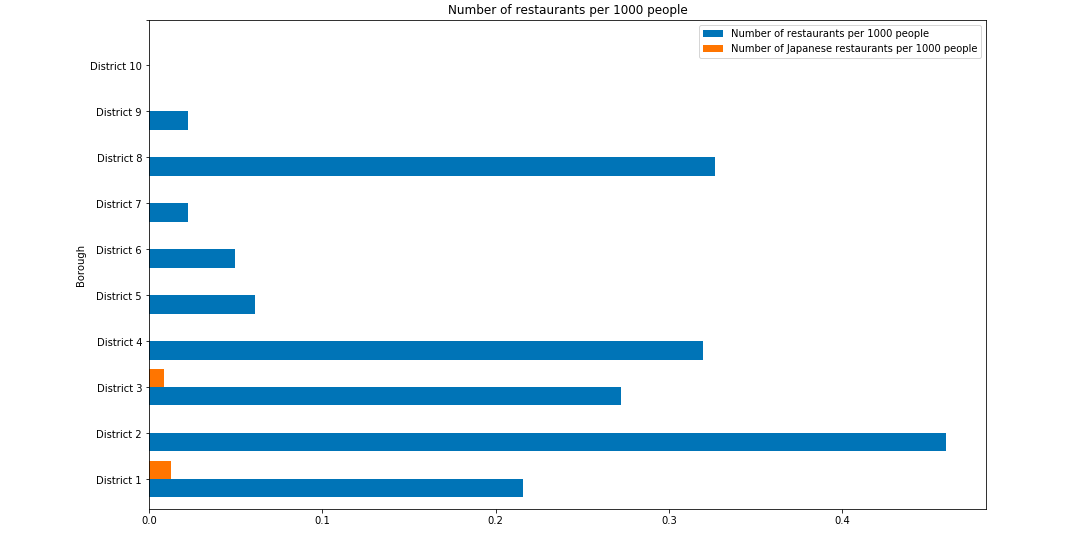 Number of restaurants per 1000 people
Number of restaurants per 1000 people
Number of Japanese restaurants per 1000 people
District 10
District 9
District 8
District 7
District 6
Borough
District 5
District 4
District 3
District 2
District 1
0.0 0.1 0.2 0.3 0.4